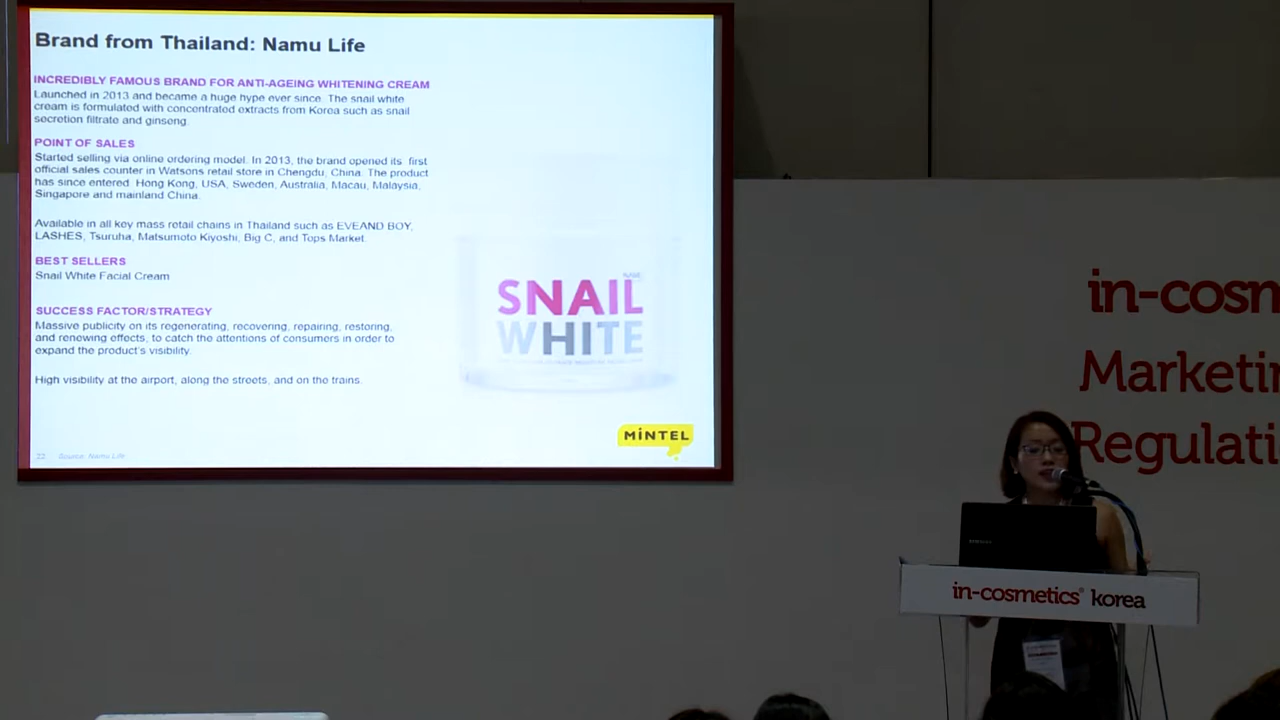 Brand from Thailand: Namu Life
INCREDIBLY FAMOUS BRAND FOR ANTI-AGEING WHITENING CREAM
Launched in 2013 and became a huge hype ever since. The snail white
cream is formulated with concentrated extracts from Korea such as snail
secretion filtrate and ginseng.
POINT OF SALES
Started selling via online ordering model. In 2013, the brand opened its first
official sales counter in Watsons retail store in Chengdu, China. The product
has since entered Hong Kong, USA, Sweden, Australia, Macau, Malaysia,
Singapore and mainland China.
Available in all key mass retail chains in Thailand such as EVEAND BOY,
LASHES, Tsuruha, Matsumoto Kiyoshi, Big C, and Tops Market.
BEST SELLERS
Snail White Facial Cream
SUCCESS FACTOR/STRATEGY
Massive publicity on its regenerating, recovering, repairing, restoring,
and renewing effects, to catch the attentions of consumers in order to
expand the product's visibility.
High visibility at the airport, along the streets, and on the trains.
SNAIL
WHITE
MINTEL
22 Source: Namu Life
in-cosm
Marketin
Regulati
SAMSUNG
in-cosmetics® korea